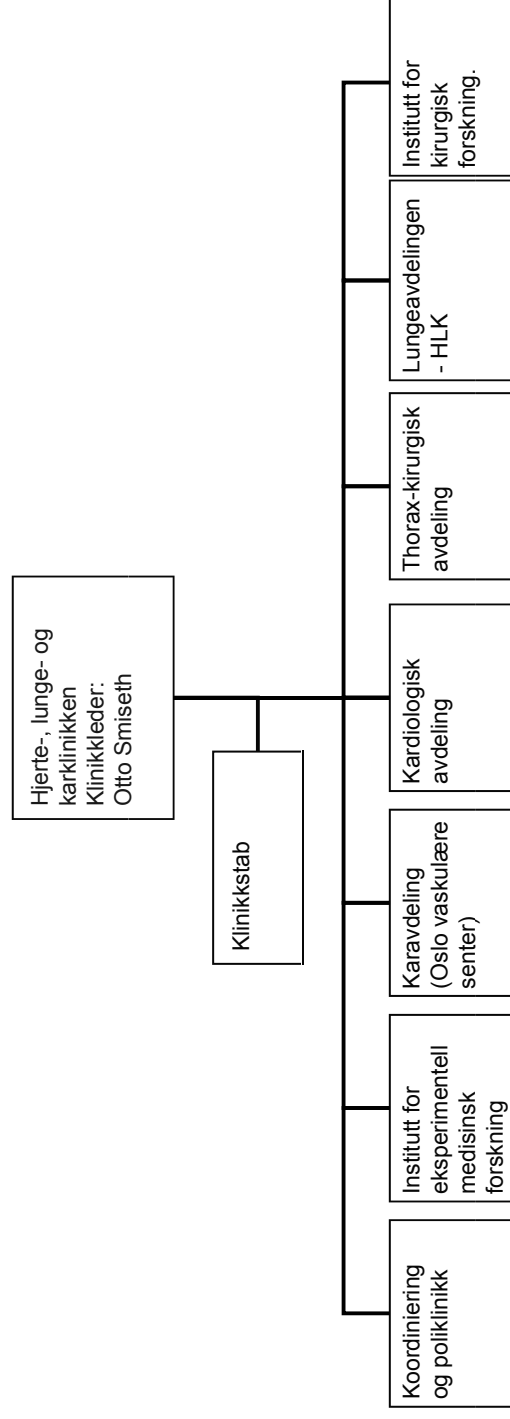 Hjerte-, lunge- og
karklinikken
Klinikkleder:
Otto Smiseth
Klinikkstab
Koordiniering
og poliklinikk
Institutt for
eksperimentell
medisinsk
forskning
Karavdeling
(Oslo vaskulære
senter)
Kardiologisk
avdeling
Thorax-kirurgisk
avdeling
Lungeavdelingen
- HLK
Institutt for
kirurgisk
forskning.